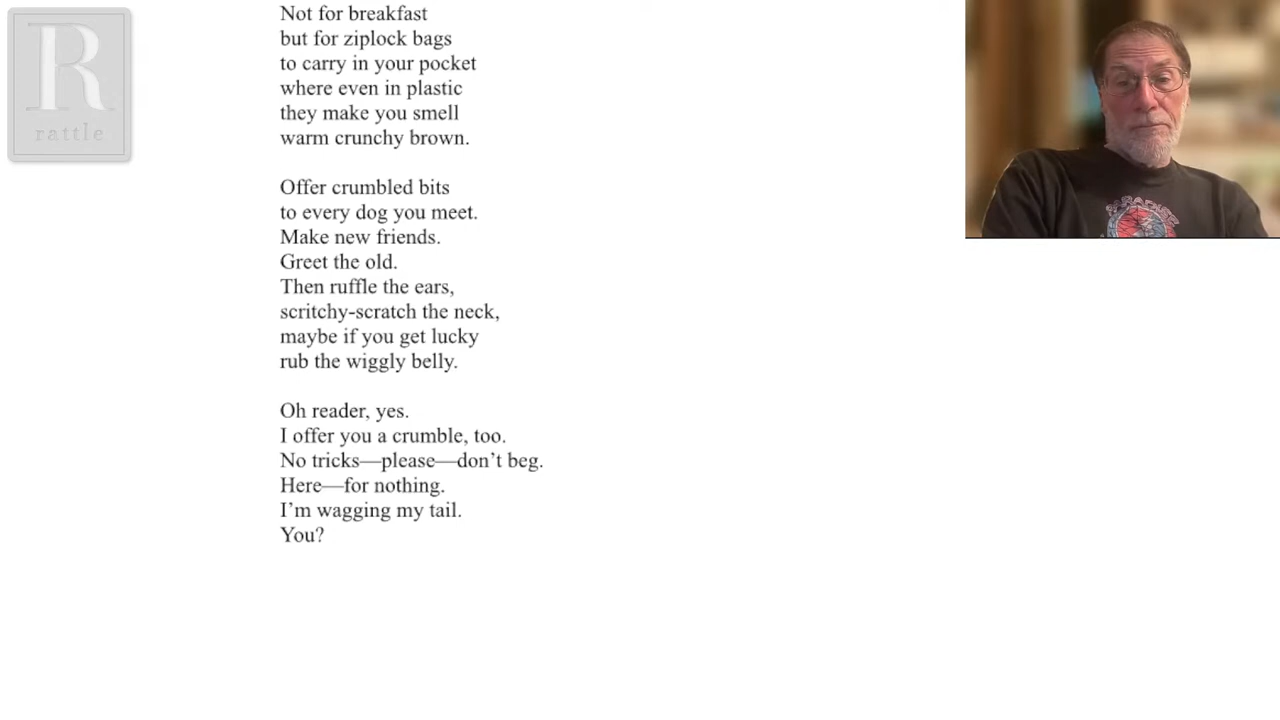 R
rattle
Not for breakfast
but for ziplock bags
to carry in your pocket
where even in plastic
they make you smell
warm crunchy brown.
Offer crumbled bits
to every dog you meet.
Make new friends.
Greet the old.
Then ruffle the ears,
scritchy-scratch the neck,
maybe if you get lucky
rub the wiggly belly.
Oh reader, yes.
I offer you a crumble, too.
No tricks—please—don’t beg.
Here—for nothing.
I’m wagging my tail.
You?
PARADISE